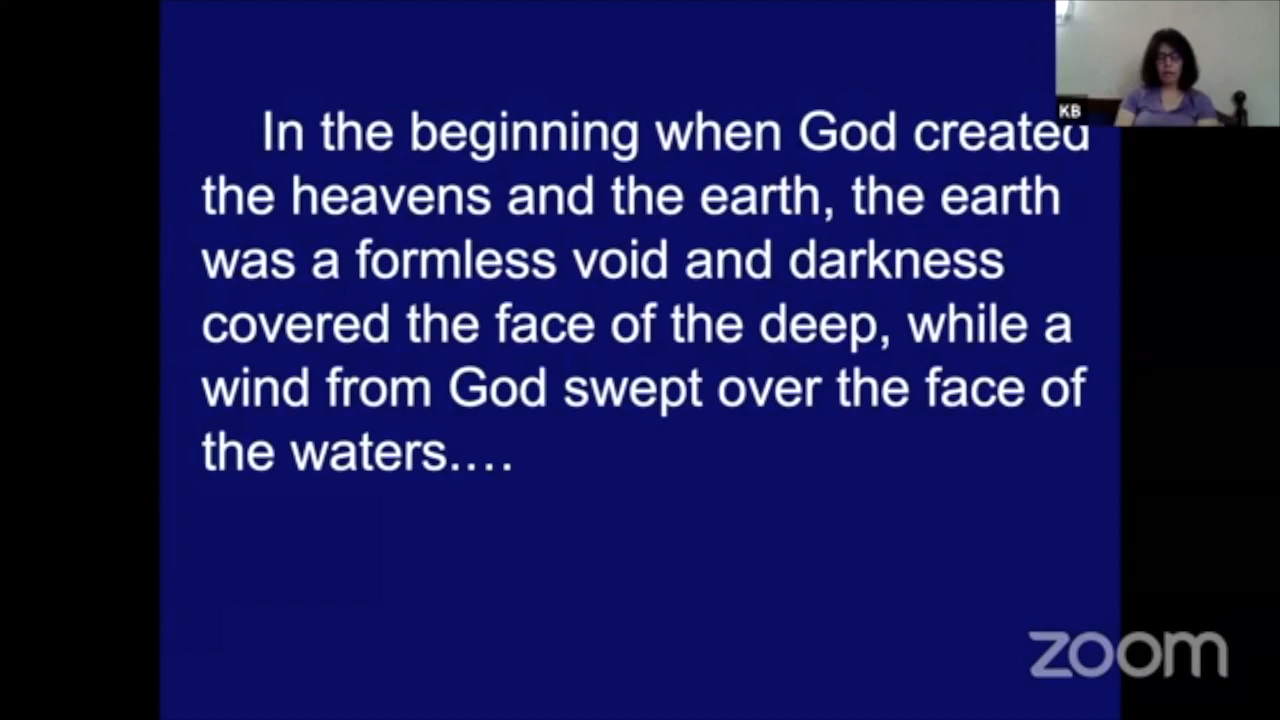 KB
In the beginning when God created
the heavens and the earth, the earth
was a formless void and darkness
covered the face of the deep, while a
wind from God swept over the face of
the waters….
zoom